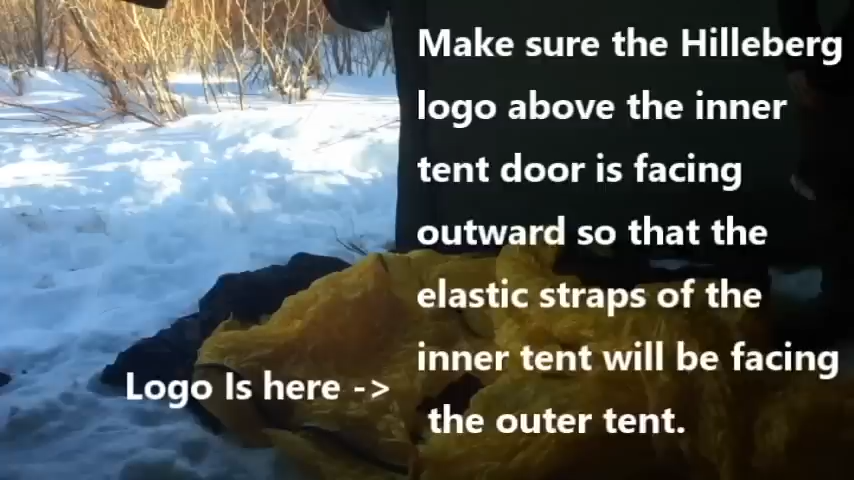 Make sure the Hilleberg
logo above the inner
tent door is facing
outward so that the
elastic straps of the
inner tent will be facing
the outer tent.
Logo Is here ->